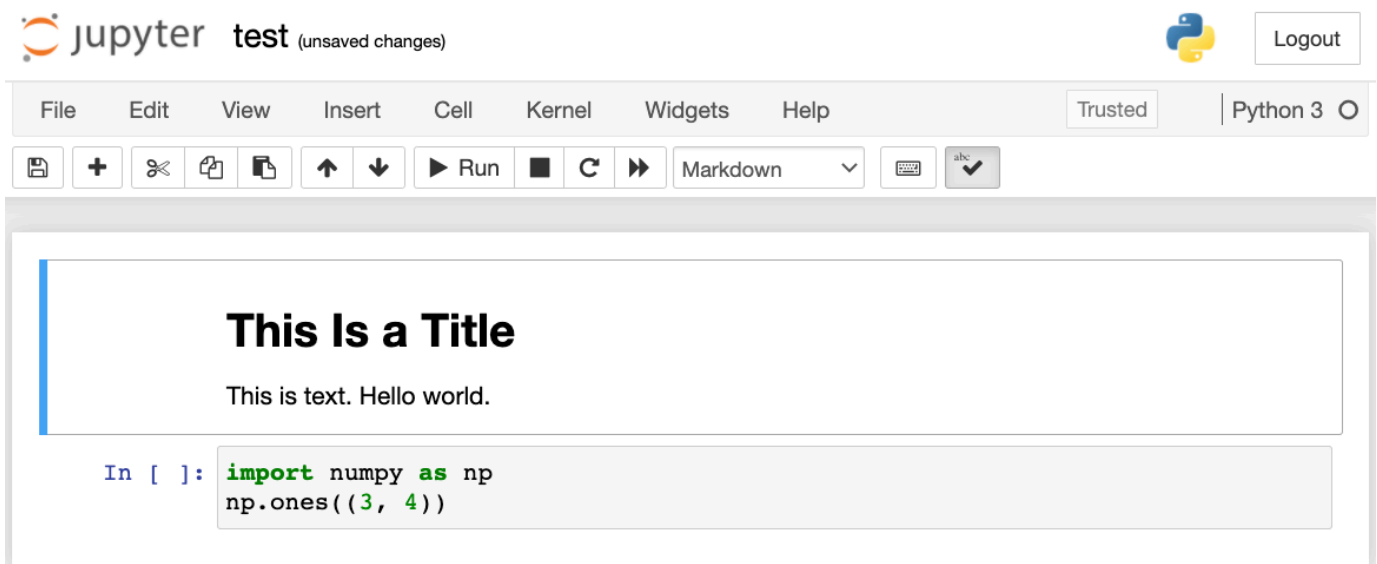 jupyter test (unsaved changes) Logout
File Edit View Insert Cell Kernel Widgets Help Trusted Python 3
Run Markdown abc
This Is a Title
This is text. Hello world.
In [ ]: import numpy as np
np.ones((3, 4))